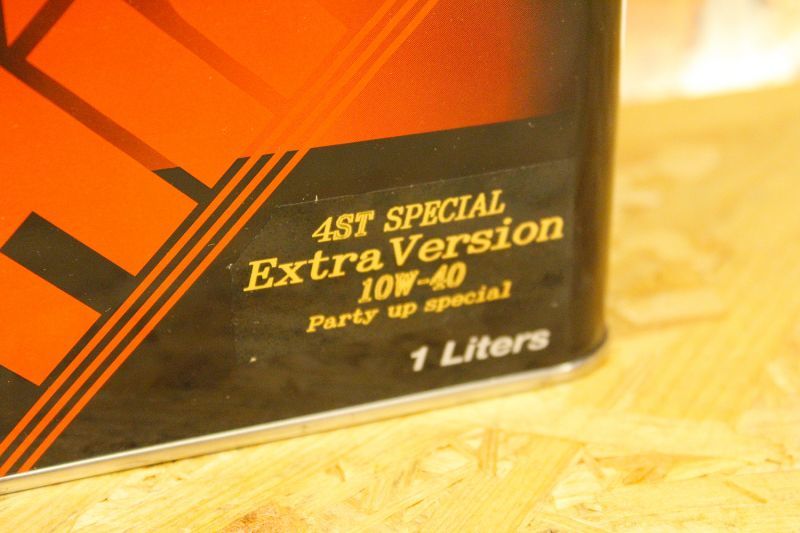 4ST SPECIAL
Extra Version
10W-40
Party up special
1 Liters